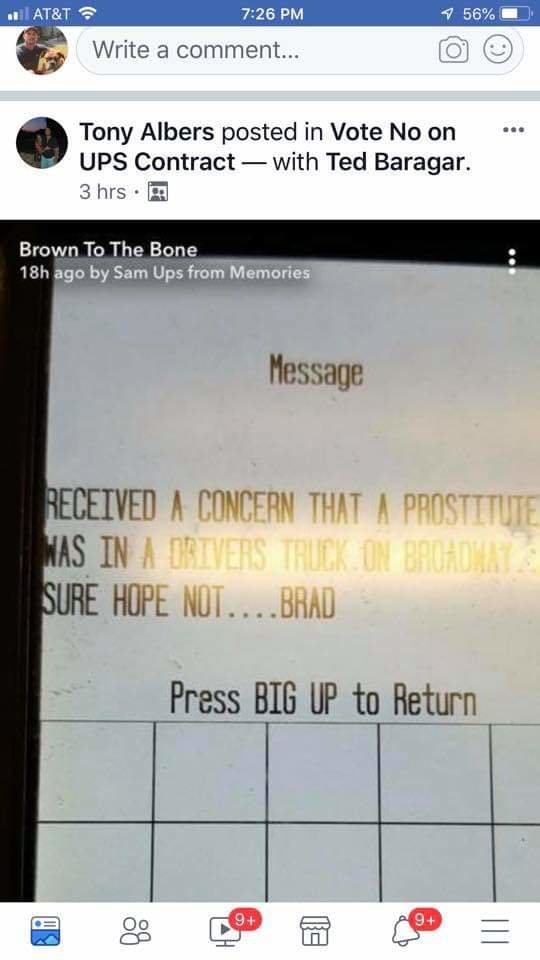 AT&T 7:26 PM 56%
Write a comment...
Tony Albers posted in Vote No on
UPS Contract — with Ted Baragar.
3 hrs ·
Brown To The Bone
18h ago by Sam Ups from Memories
Message
RECEIVED A CONCERN THAT A PROSTITUTE
WAS IN A DRIVERS TRUCK ON BROADWAY..
SURE HOPE NOT....BRAD
Press BIG UP to Return
9+ 9+